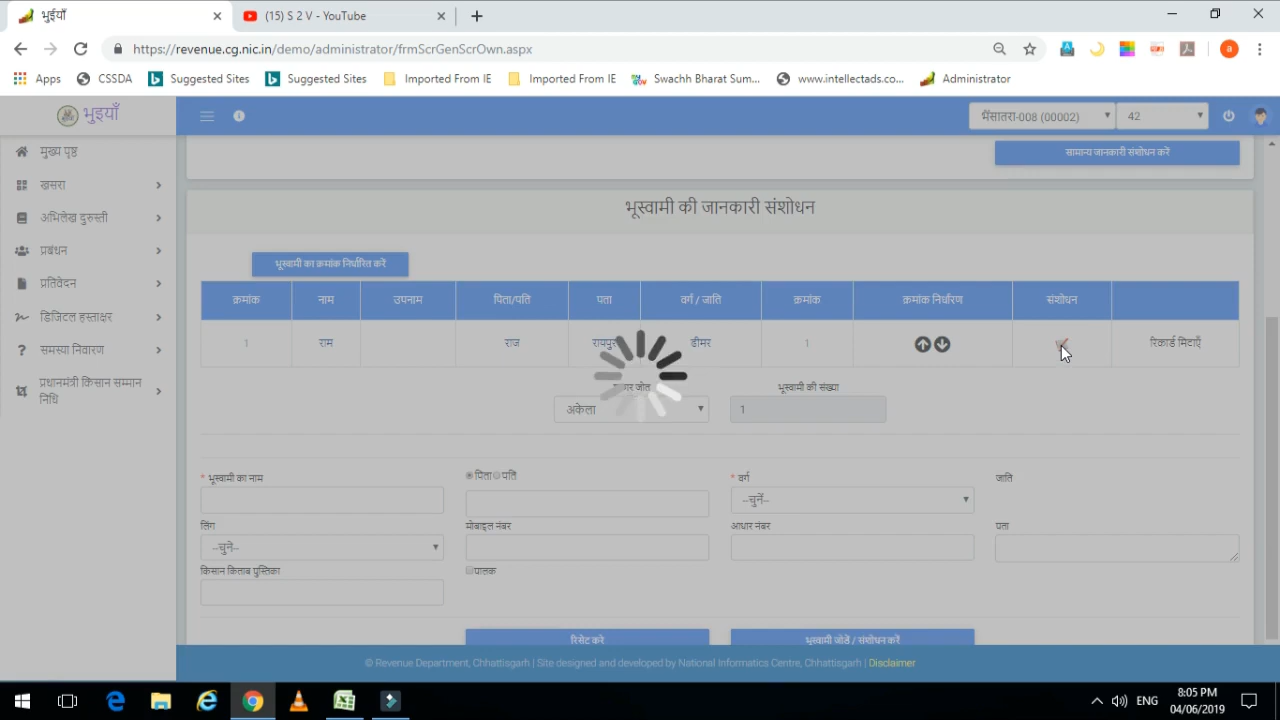 भुईयाँ
(15) S 2 V - YouTube
https://revenue.cg.nic.in/demo/administrator/frmScrGenScrOwn.aspx
a
Apps CSSDA Suggested Sites Suggested Sites Imported From IE Imported From IE Swachh Bharat Sum... www.intellectads.co... Administrator
भुइयाँ
भैंसातरा-008 (00002) 42
मुख्य पृष्ठ
खसरा
अभिलेख दुरुस्ती
प्रबंधन
प्रतिवेदन
डिजिटल हस्ताक्षर
समस्या निवारण
प्रधानमंत्री किसान सम्मान
निधि
सामान्य जानकारी संशोधन करें
भूस्वामी की जानकारी संशोधन
भूस्वामी का क्रमांक निर्धारित करें
क्रमांक नाम उपनाम पिता/पति पता वर्ग / जाति क्रमांक क्रमांक निर्धारण संशोधन
1 राम राज रायपुर डीमर 1 रिकार्ड मिटाएँ
जोत भूस्वामी की संख्या
अकेला 1
* भूस्वामी का नाम पिता पति * वर्ग जाति
--चुनें--
लिंग मोबाइल नंबर आधार नंबर पता
--चुने--
किसान किताब पुस्तिका पालक
रिसेट करे भूस्वामी जोडें / संशोधन करें
© Revenue Department, Chhattisgarh | Site designed and developed by National Informatics Centre, Chhattisgarh | Disclaimer
ENG
8:05 PM
04/06/2019